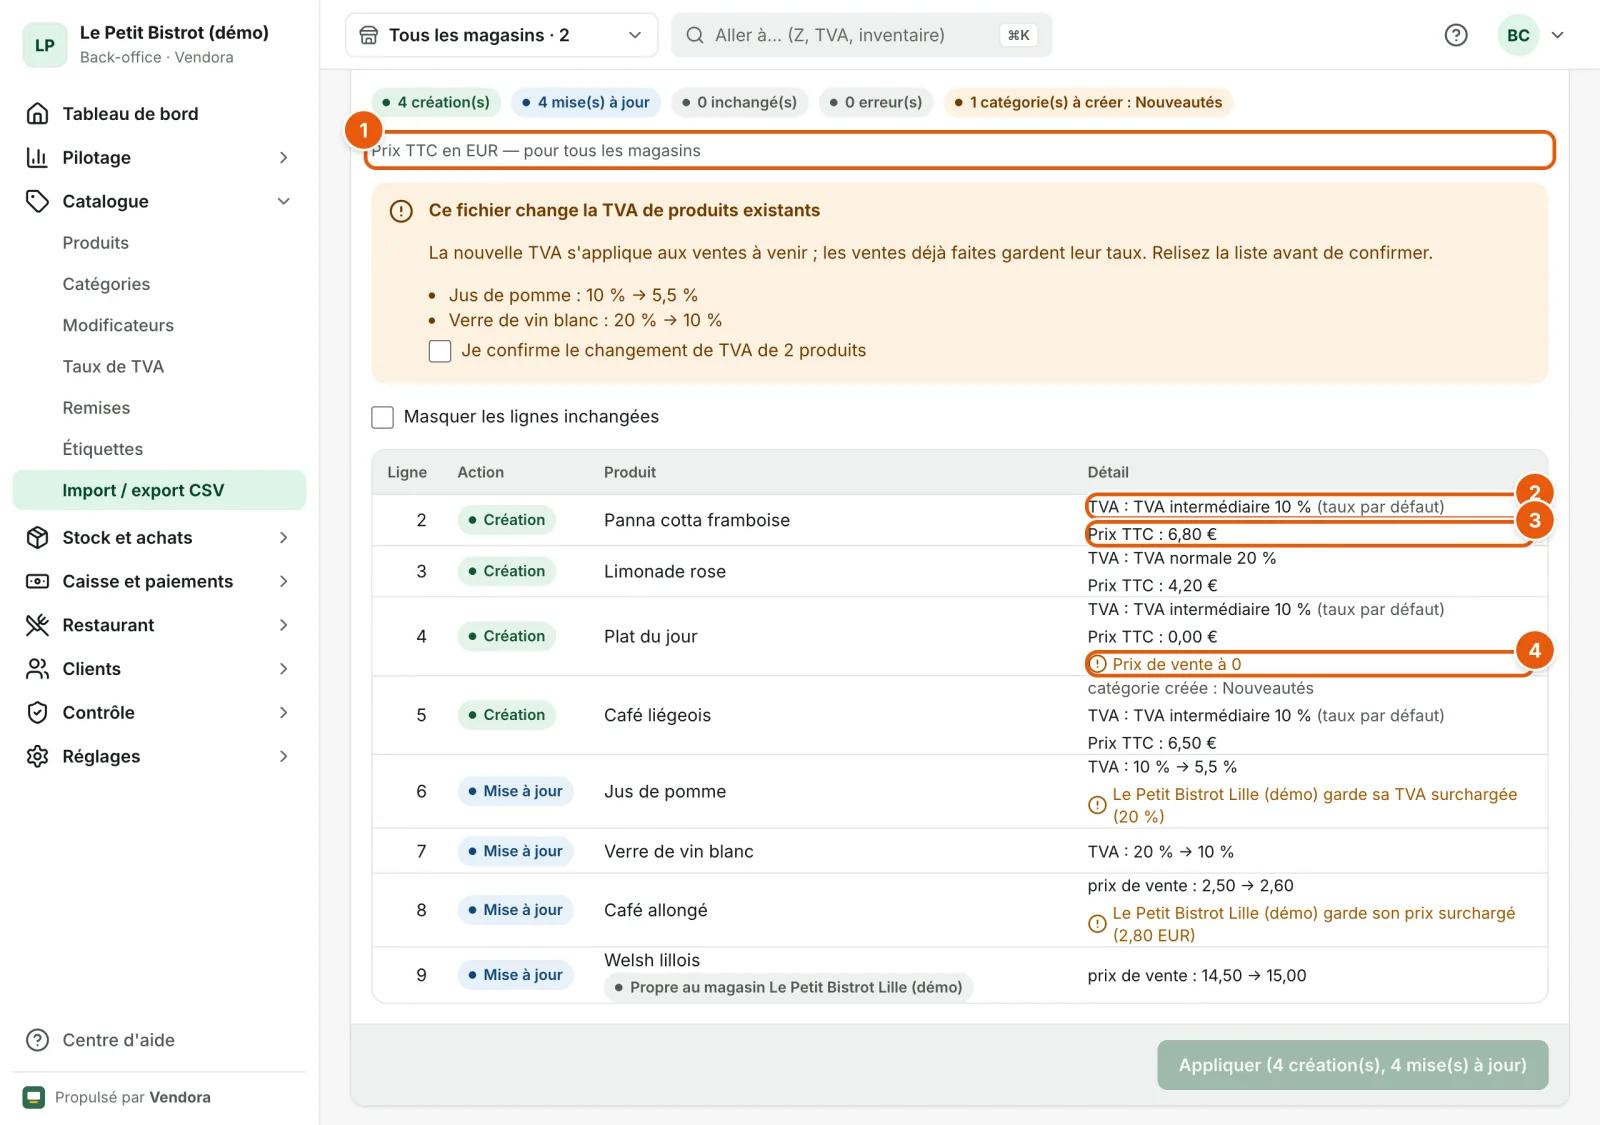 LP
Le Petit Bistrot (démo)
Back-office · Vendora
Tous les magasins · 2
Aller à... (Z, TVA, inventaire)
⌘K
BC
Tableau de bord
Pilotage
Catalogue
Produits
Catégories
Modificateurs
Taux de TVA
Remises
Étiquettes
Import / export CSV
Stock et achats
Caisse et paiements
Restaurant
Clients
Contrôle
Réglages
Centre d'aide
Propulsé par Vendora
4 création(s)
4 mise(s) à jour
0 inchangé(s)
0 erreur(s)
1 catégorie(s) à créer : Nouveautés
1
Prix TTC en EUR — pour tous les magasins
Ce fichier change la TVA de produits existants
La nouvelle TVA s'applique aux ventes à venir ; les ventes déjà faites gardent leur taux. Relisez la liste avant de confirmer.
• Jus de pomme : 10 % → 5,5 %
• Verre de vin blanc : 20 % → 10 %
Je confirme le changement de TVA de 2 produits
Masquer les lignes inchangées
Ligne Action Produit Détail
2 Création Panna cotta framboise
TVA : TVA intermédiaire 10 % (taux par défaut)
2
Prix TTC : 6,80 €
3
3 Création Limonade rose
TVA : TVA normale 20 %
Prix TTC : 4,20 €
4 Création Plat du jour
TVA : TVA intermédiaire 10 % (taux par défaut)
Prix TTC : 0,00 €
Prix de vente à 0
4
5 Création Café liégeois
catégorie créée : Nouveautés
TVA : TVA intermédiaire 10 % (taux par défaut)
Prix TTC : 6,50 €
6 Mise à jour Jus de pomme
TVA : 10 % → 5,5 %
Le Petit Bistrot Lille (démo) garde sa TVA surchargée
(20 %)
7 Mise à jour Verre de vin blanc
TVA : 20 % → 10 %
8 Mise à jour Café allongé
prix de vente : 2,50 → 2,60
Le Petit Bistrot Lille (démo) garde son prix surchargé
(2,80 EUR)
9 Mise à jour Welsh lillois
Propre au magasin Le Petit Bistrot Lille (démo)
prix de vente : 14,50 → 15,00
Appliquer (4 création(s), 4 mise(s) à jour)